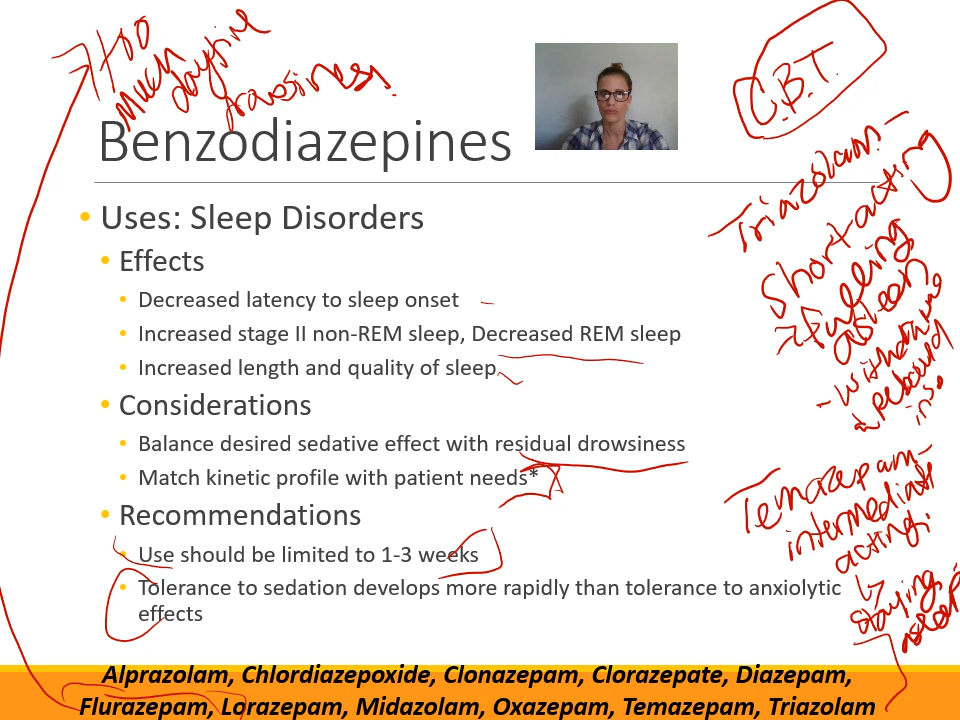 → too
much
daytime
drowsiness!
C.B.T.
Benzodiazepines
• Uses: Sleep Disorders
• Effects
• Decreased latency to sleep onset
• Increased stage II non-REM sleep, Decreased REM sleep
• Increased length and quality of sleep
• Considerations
• Balance desired sedative effect with residual drowsiness
• Match kinetic profile with patient needs*
• Recommendations
• Use should be limited to 1-3 weeks
• Tolerance to sedation develops more rapidly than tolerance to anxiolytic
effects
Triazolam -
short acting
falling
asleep
- withdrawal
rebound
Temazepam -
intermediate
acting.
↳
staying
asleep
Alprazolam, Chlordiazepoxide, Clonazepam, Clorazepate, Diazepam,
Flurazepam, Lorazepam, Midazolam, Oxazepam, Temazepam, Triazolam